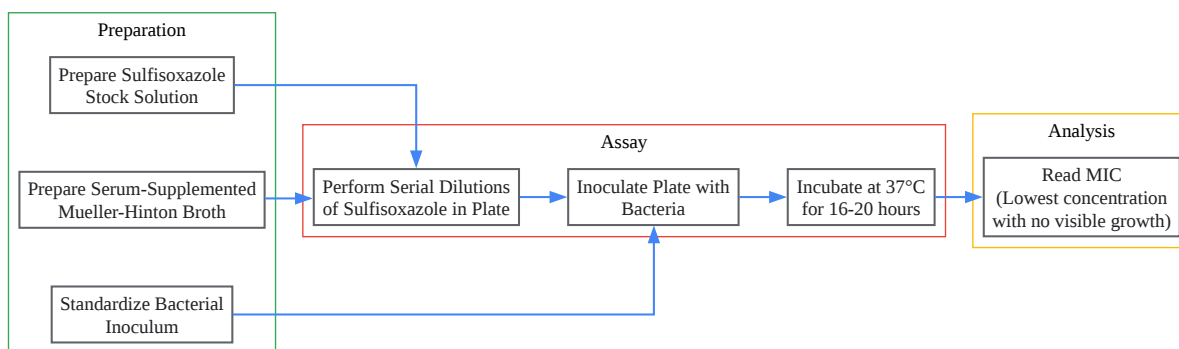 Preparation
Prepare Sulfisoxazole
Stock Solution
Prepare Serum-Supplemented
Mueller-Hinton Broth
Standardize Bacterial
Inoculum
Assay
Perform Serial Dilutions
of Sulfisoxazole in Plate
Inoculate Plate with
Bacteria
Incubate at 37°C
for 16-20 hours
Analysis
Read MIC
(Lowest concentration
with no visible growth)